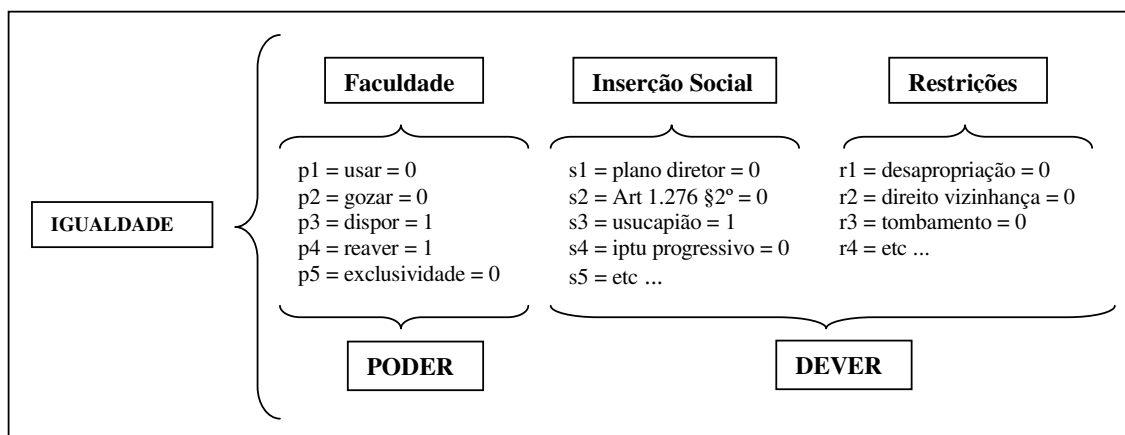 IGUALDADE
Faculdade
p1 = usar = 0
p2 = gozar = 0
p3 = dispor = 1
p4 = reaver = 1
p5 = exclusividade = 0
PODER
Inserção Social
s1 = plano diretor = 0
s2 = Art 1.276 §2º = 0
s3 = usucapião = 1
s4 = iptu progressivo = 0
s5 = etc ...
Restrições
r1 = desapropriação = 0
r2 = direito vizinhança = 0
r3 = tombamento = 0
r4 = etc ...
DEVER